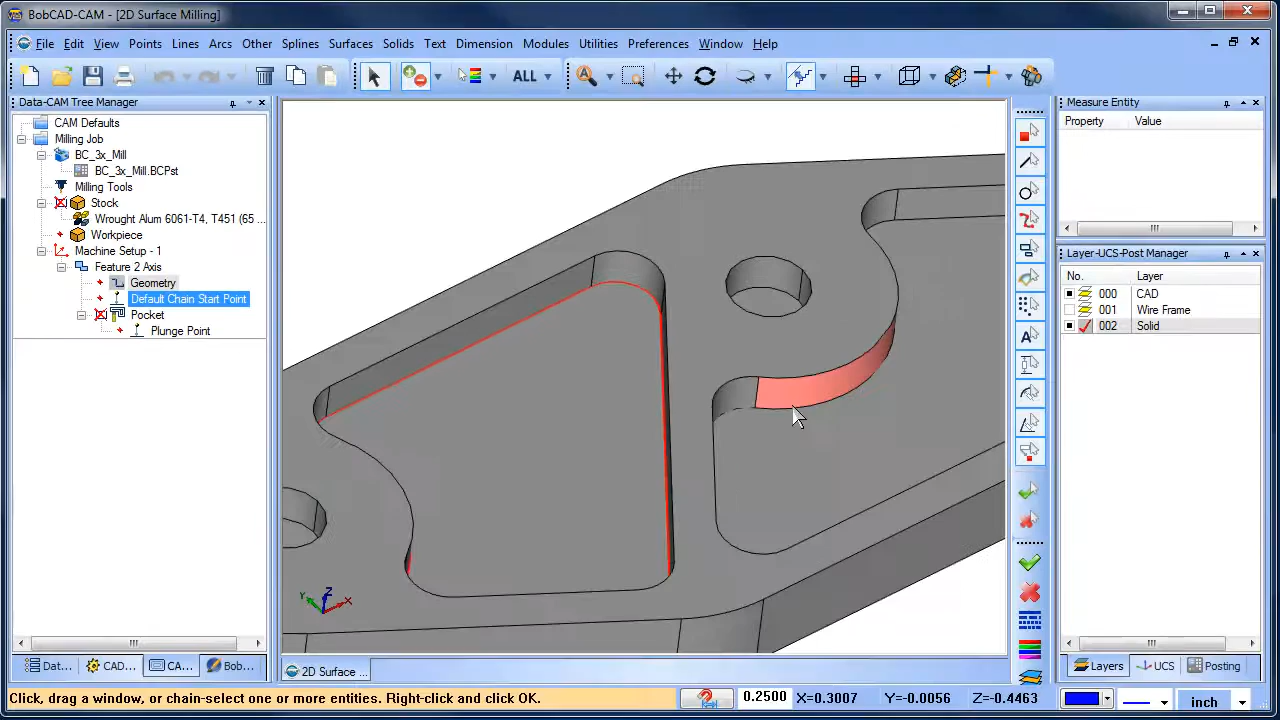 BobCAD-CAM - [2D Surface Milling]
File Edit View Points Lines Arcs Other Splines Surfaces Solids Text Dimension Modules Utilities Preferences Window Help
ALL
Data-CAM Tree Manager
CAM Defaults
Milling Job
BC_3x_Mill
BC_3x_Mill.BCPst
Milling Tools
Stock
Wrought Alum 6061-T4, T451 (65 ...
Workpiece
Machine Setup - 1
Feature 2 Axis
Geometry
Default Chain Start Point
Pocket
Plunge Point
Dat... CAD... CA... Bob...
Y Z X
2D Surface ...
Measure Entity
Property Value
Layer-UCS-Post Manager
No. Layer
000 CAD
001 Wire Frame
002 Solid
Layers UCS Posting
Click, drag a window, or chain-select one or more entities. Right-click and click OK.
0.2500 X=0.3007 Y=-0.0056 Z=-0.4463
inch